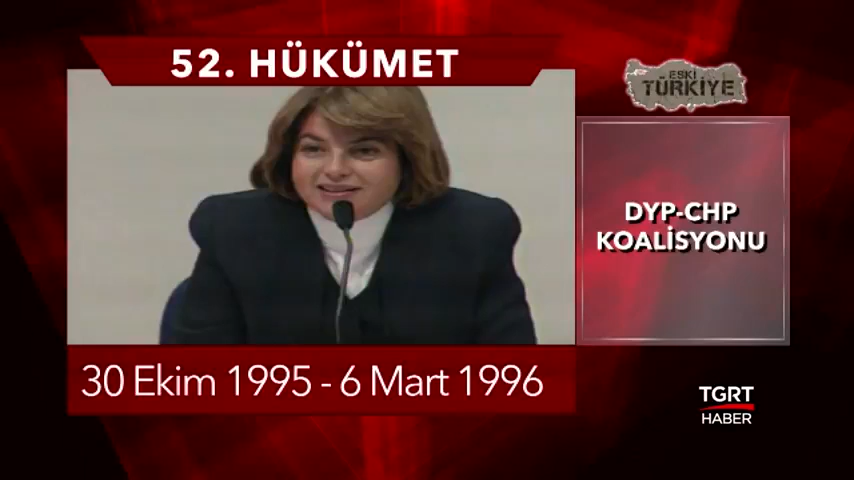 52. HÜKÜMET
ESKİ
TÜRKİYE
DYP-CHP
KOALİSYONU
30 Ekim 1995 - 6 Mart 1996
TGRT
HABER